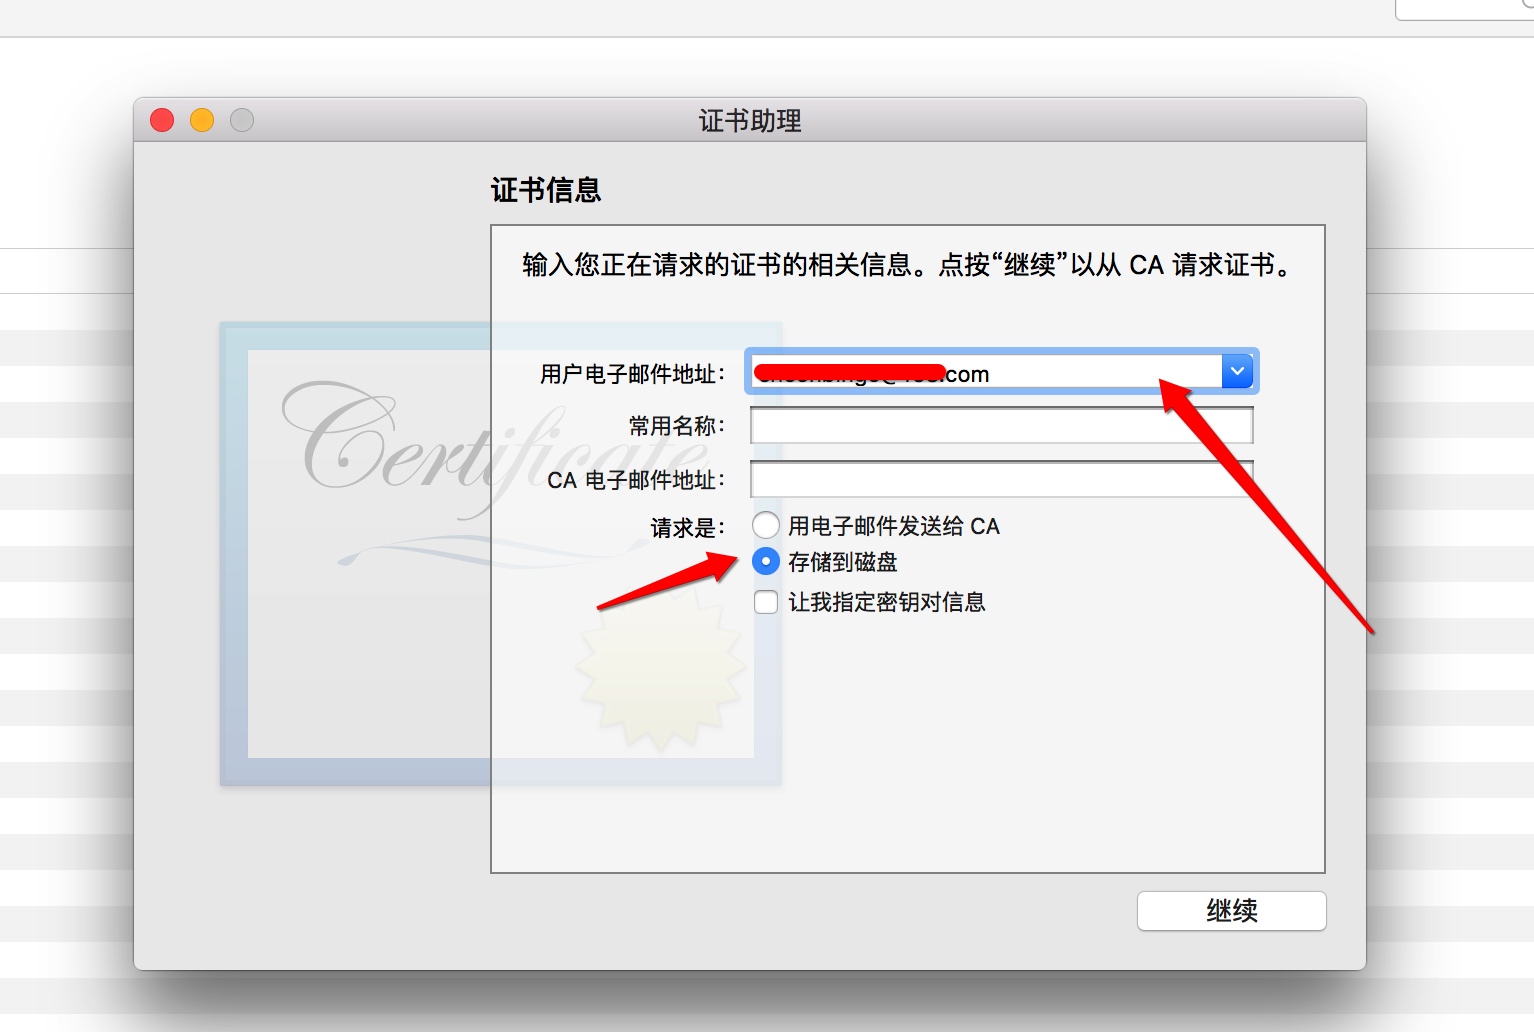 证书助理
证书信息
输入您正在请求的证书的相关信息。点按“继续”以从 CA 请求证书。
Certificate
用户电子邮件地址： .com
常用名称：
CA 电子邮件地址：
请求是： 用电子邮件发送给 CA
存储到磁盘
让我指定密钥对信息
继续